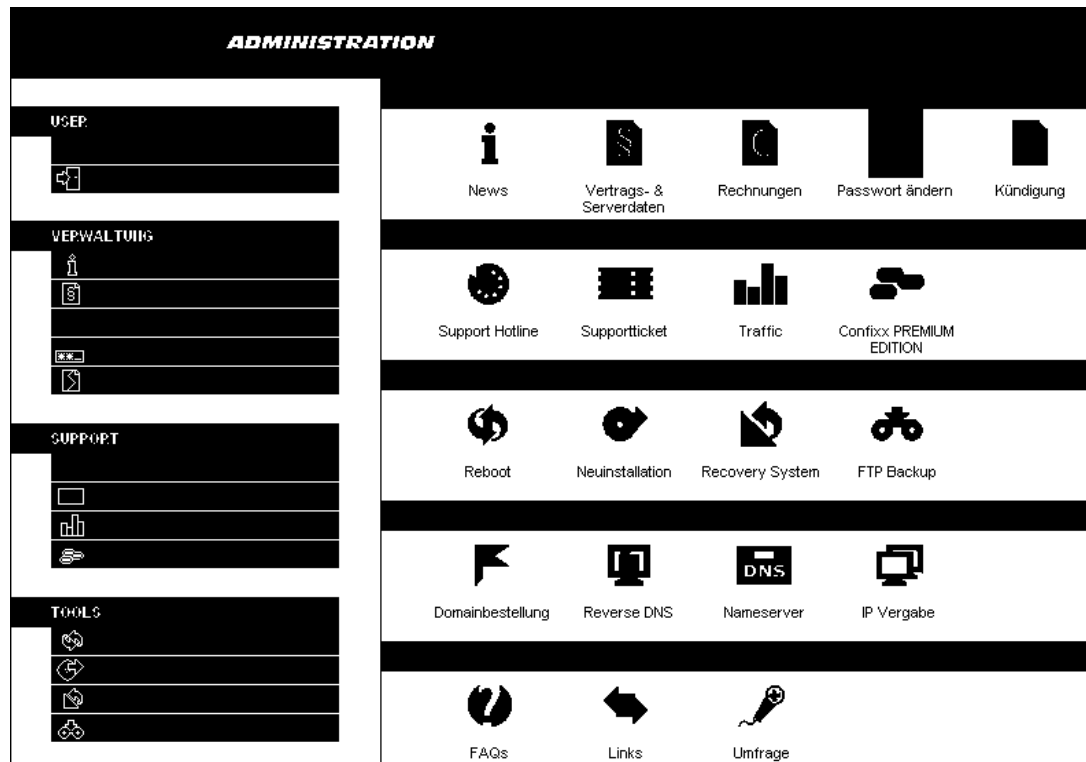 ADMINISTRATION
USER
VERWALTUNG
SUPPORT
TOOLS
News
Vertrags- &
Serverdaten
Rechnungen
Passwort ändern
Kündigung
Support Hotline
Supportticket
Traffic
Confixx PREMIUM
EDITION
Reboot
Neuinstallation
Recovery System
FTP Backup
Domainbestellung
Reverse DNS
DNS
Nameserver
IP Vergabe
FAQs
Links
Umfrage